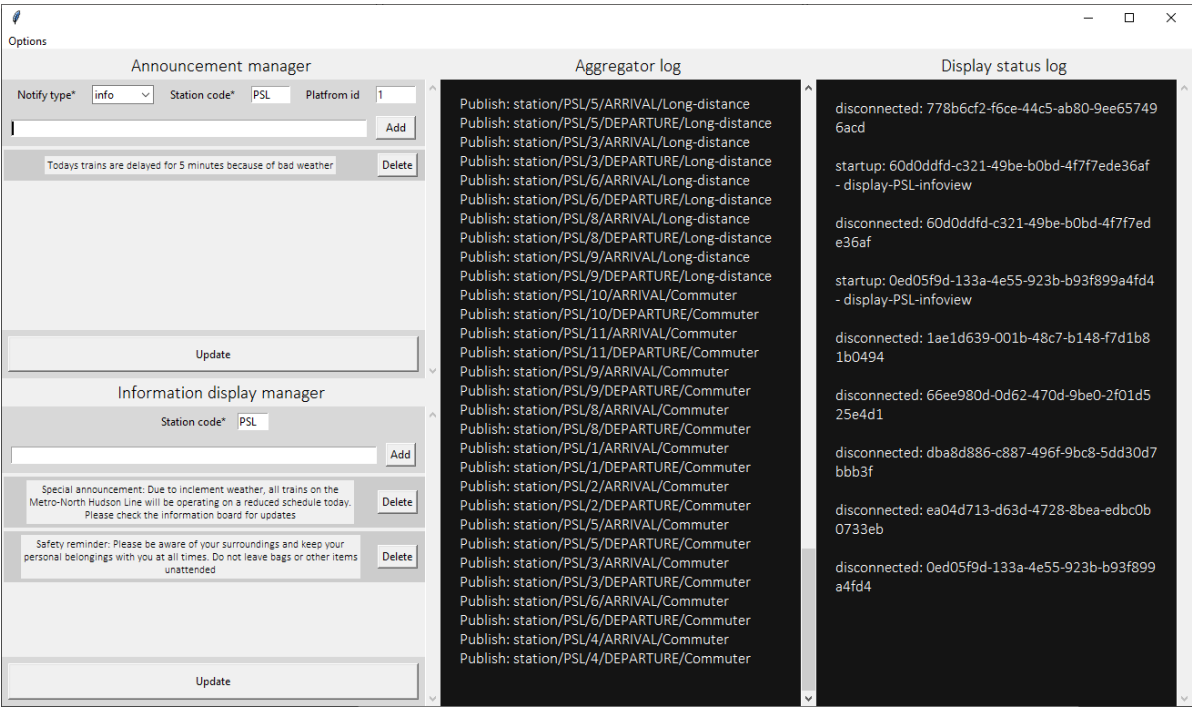 Options
Announcement manager
Notify type* info Station code* PSL Platfrom id 1
Add
Todays trains are delayed for 5 minutes because of bad weather Delete
Update
Information display manager
Station code* PSL
Add
Special announcement: Due to inclement weather, all trains on the
Metro-North Hudson Line will be operating on a reduced schedule today.
Please check the information board for updates
Delete
Safety reminder: Please be aware of your surroundings and keep your
personal belongings with you at all times. Do not leave bags or other items
unattended
Delete
Update
Aggregator log
Publish: station/PSL/5/ARRIVAL/Long-distance
Publish: station/PSL/5/DEPARTURE/Long-distance
Publish: station/PSL/3/ARRIVAL/Long-distance
Publish: station/PSL/3/DEPARTURE/Long-distance
Publish: station/PSL/6/ARRIVAL/Long-distance
Publish: station/PSL/6/DEPARTURE/Long-distance
Publish: station/PSL/8/ARRIVAL/Long-distance
Publish: station/PSL/8/DEPARTURE/Long-distance
Publish: station/PSL/9/ARRIVAL/Long-distance
Publish: station/PSL/9/DEPARTURE/Long-distance
Publish: station/PSL/10/ARRIVAL/Commuter
Publish: station/PSL/10/DEPARTURE/Commuter
Publish: station/PSL/11/ARRIVAL/Commuter
Publish: station/PSL/11/DEPARTURE/Commuter
Publish: station/PSL/9/ARRIVAL/Commuter
Publish: station/PSL/9/DEPARTURE/Commuter
Publish: station/PSL/8/ARRIVAL/Commuter
Publish: station/PSL/8/DEPARTURE/Commuter
Publish: station/PSL/1/ARRIVAL/Commuter
Publish: station/PSL/1/DEPARTURE/Commuter
Publish: station/PSL/2/ARRIVAL/Commuter
Publish: station/PSL/2/DEPARTURE/Commuter
Publish: station/PSL/5/ARRIVAL/Commuter
Publish: station/PSL/5/DEPARTURE/Commuter
Publish: station/PSL/3/ARRIVAL/Commuter
Publish: station/PSL/3/DEPARTURE/Commuter
Publish: station/PSL/6/ARRIVAL/Commuter
Publish: station/PSL/6/DEPARTURE/Commuter
Publish: station/PSL/4/ARRIVAL/Commuter
Publish: station/PSL/4/DEPARTURE/Commuter
Display status log
disconnected: 778b6cf2-f6ce-44c5-ab80-9ee65749
6acd
startup: 60d0ddfd-c321-49be-b0bd-4f7f7ede36af
- display-PSL-infoview
disconnected: 60d0ddfd-c321-49be-b0bd-4f7f7ed
e36af
startup: 0ed05f9d-133a-4e55-923b-b93f899a4fd4
- display-PSL-infoview
disconnected: 1ae1d639-001b-48c7-b148-f7d1b8
1b0494
disconnected: 66ee980d-0d62-470d-9be0-2f01d5
25e4d1
disconnected: dba8d886-c887-496f-9bc8-5dd30d7
bbb3f
disconnected: ea04d713-d63d-4728-8bea-edbc0b
0733eb
disconnected: 0ed05f9d-133a-4e55-923b-b93f899
a4fd4